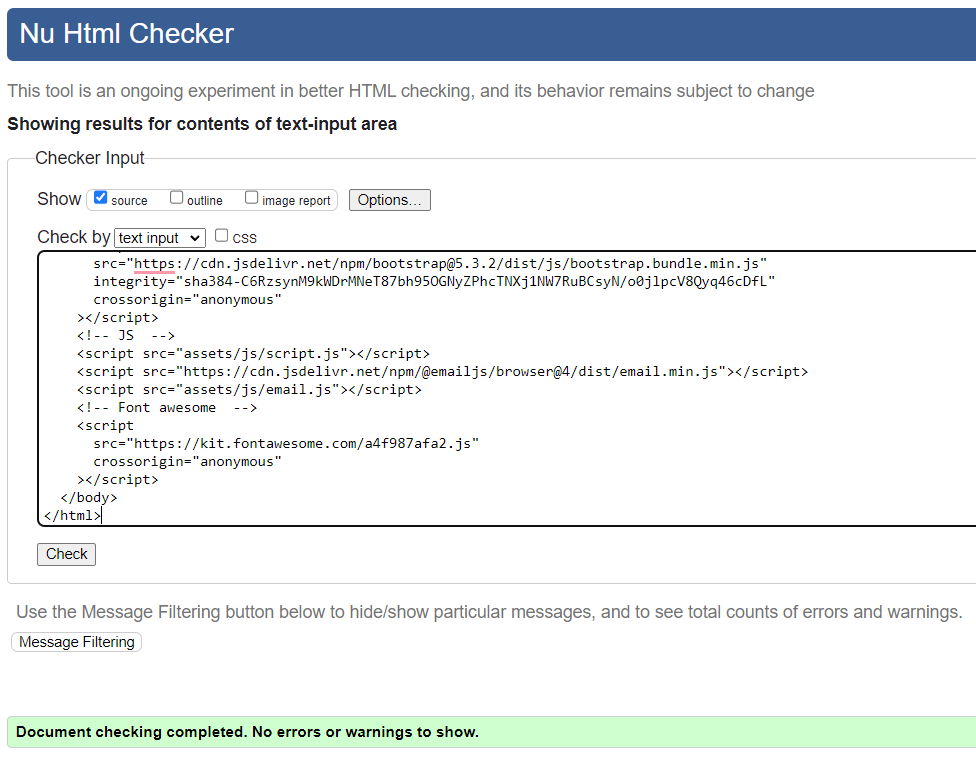 Nu Html Checker
This tool is an ongoing experiment in better HTML checking, and its behavior remains subject to change
Showing results for contents of text-input area
Checker Input
Show source outline image report Options...
Check by text input css
src="https://cdn.jsdelivr.net/npm/bootstrap@5.3.2/dist/js/bootstrap.bundle.min.js"
integrity="sha384-C6RzsynM9kWDrMNeT87bh95OGNyZPhcTNXj1NW7RuBCsyN/o0jlpcV8Qyq46cDfL"
crossorigin="anonymous"
></script>
<!-- JS  -->
<script src="assets/js/script.js"></script>
<script src="https://cdn.jsdelivr.net/npm/@emailjs/browser@4/dist/email.min.js"></script>
<script src="assets/js/email.js"></script>
<!-- Font awesome  -->
<script
src="https://kit.fontawesome.com/a4f987afa2.js"
crossorigin="anonymous"
></script>
</body>
</html>
Check
Use the Message Filtering button below to hide/show particular messages, and to see total counts of errors and warnings.
Message Filtering
Document checking completed. No errors or warnings to show.